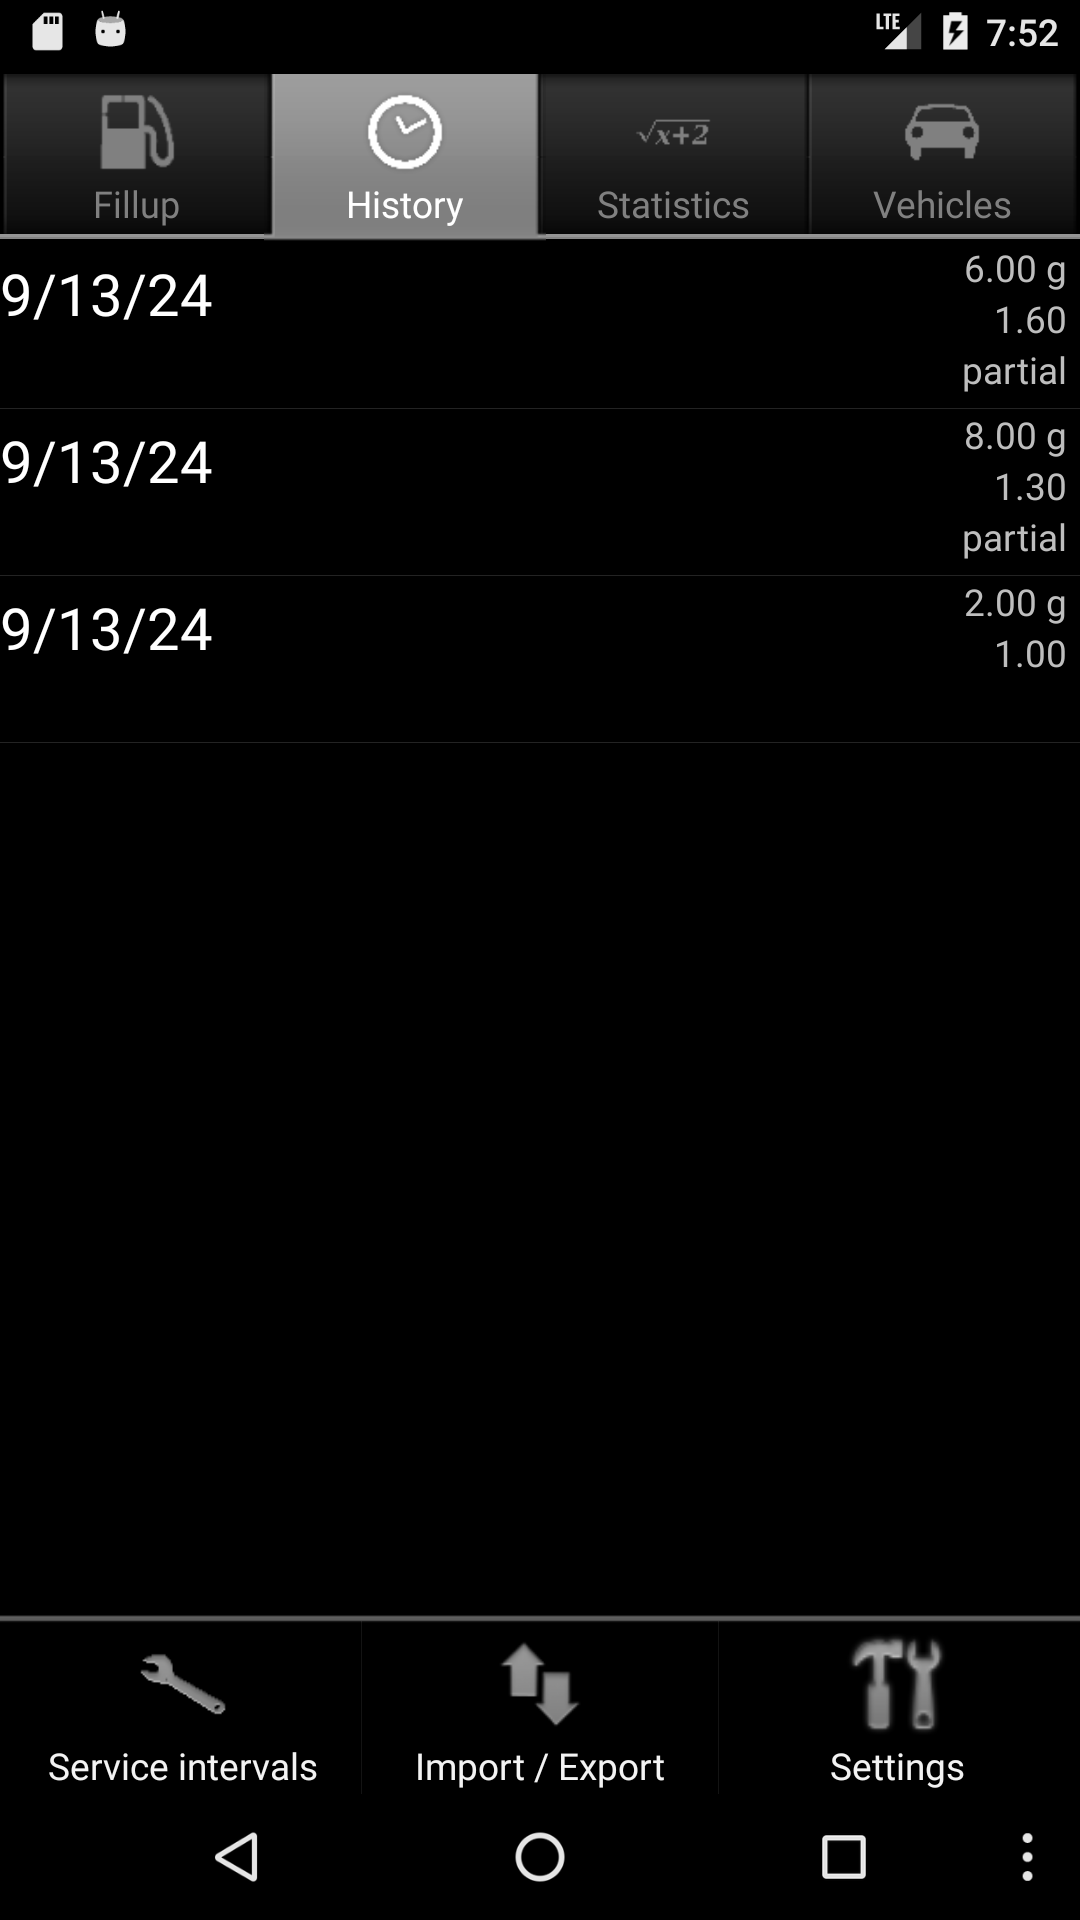 LTE 7:52
Fillup History √x+2 Statistics Vehicles
9/13/24 6.00 g
1.60
partial
9/13/24 8.00 g
1.30
partial
9/13/24 2.00 g
1.00
Service intervals Import / Export Settings